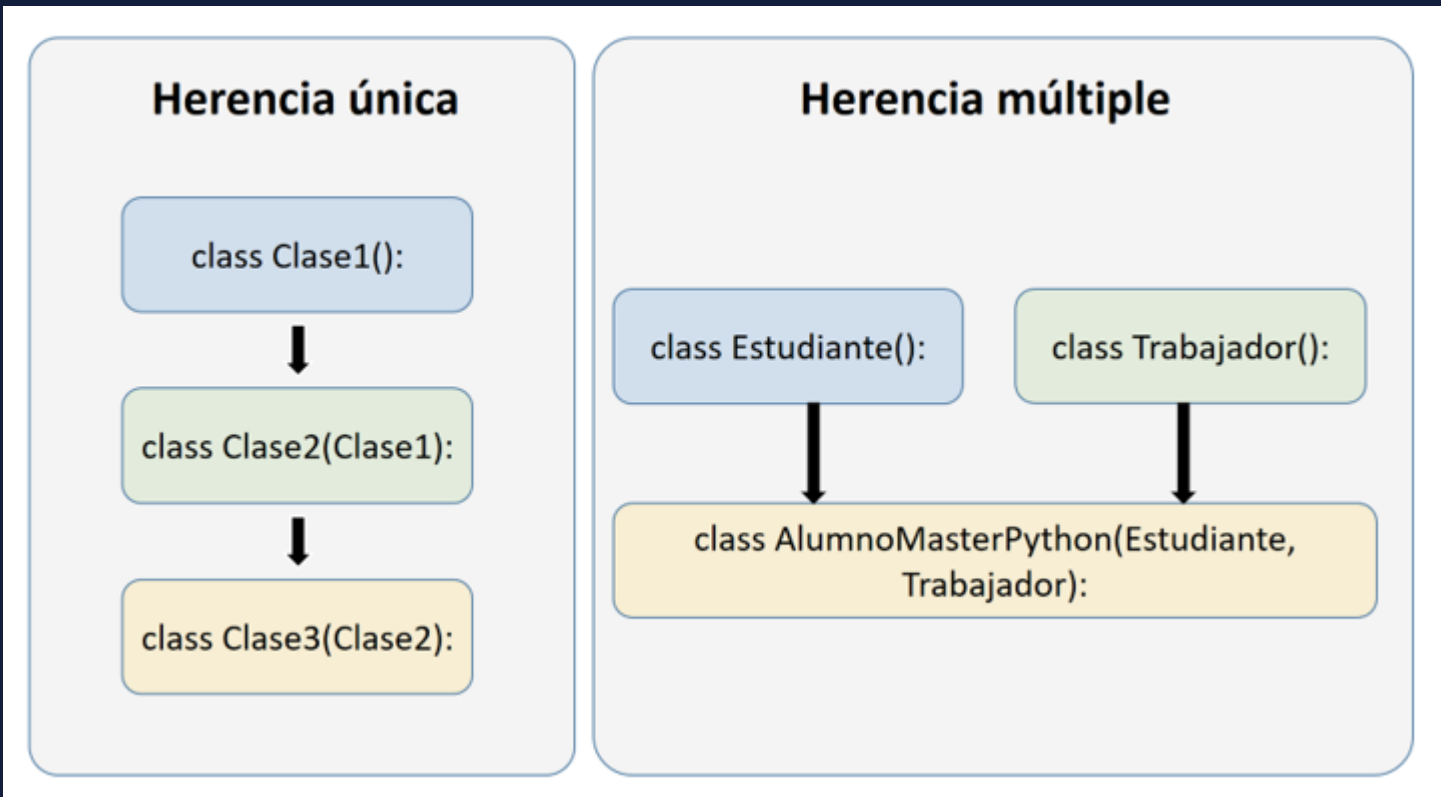 Herencia única
class Clase1():
class Clase2(Clase1):
class Clase3(Clase2):
Herencia múltiple
class Estudiante():
class Trabajador():
class AlumnoMasterPython(Estudiante,
Trabajador):